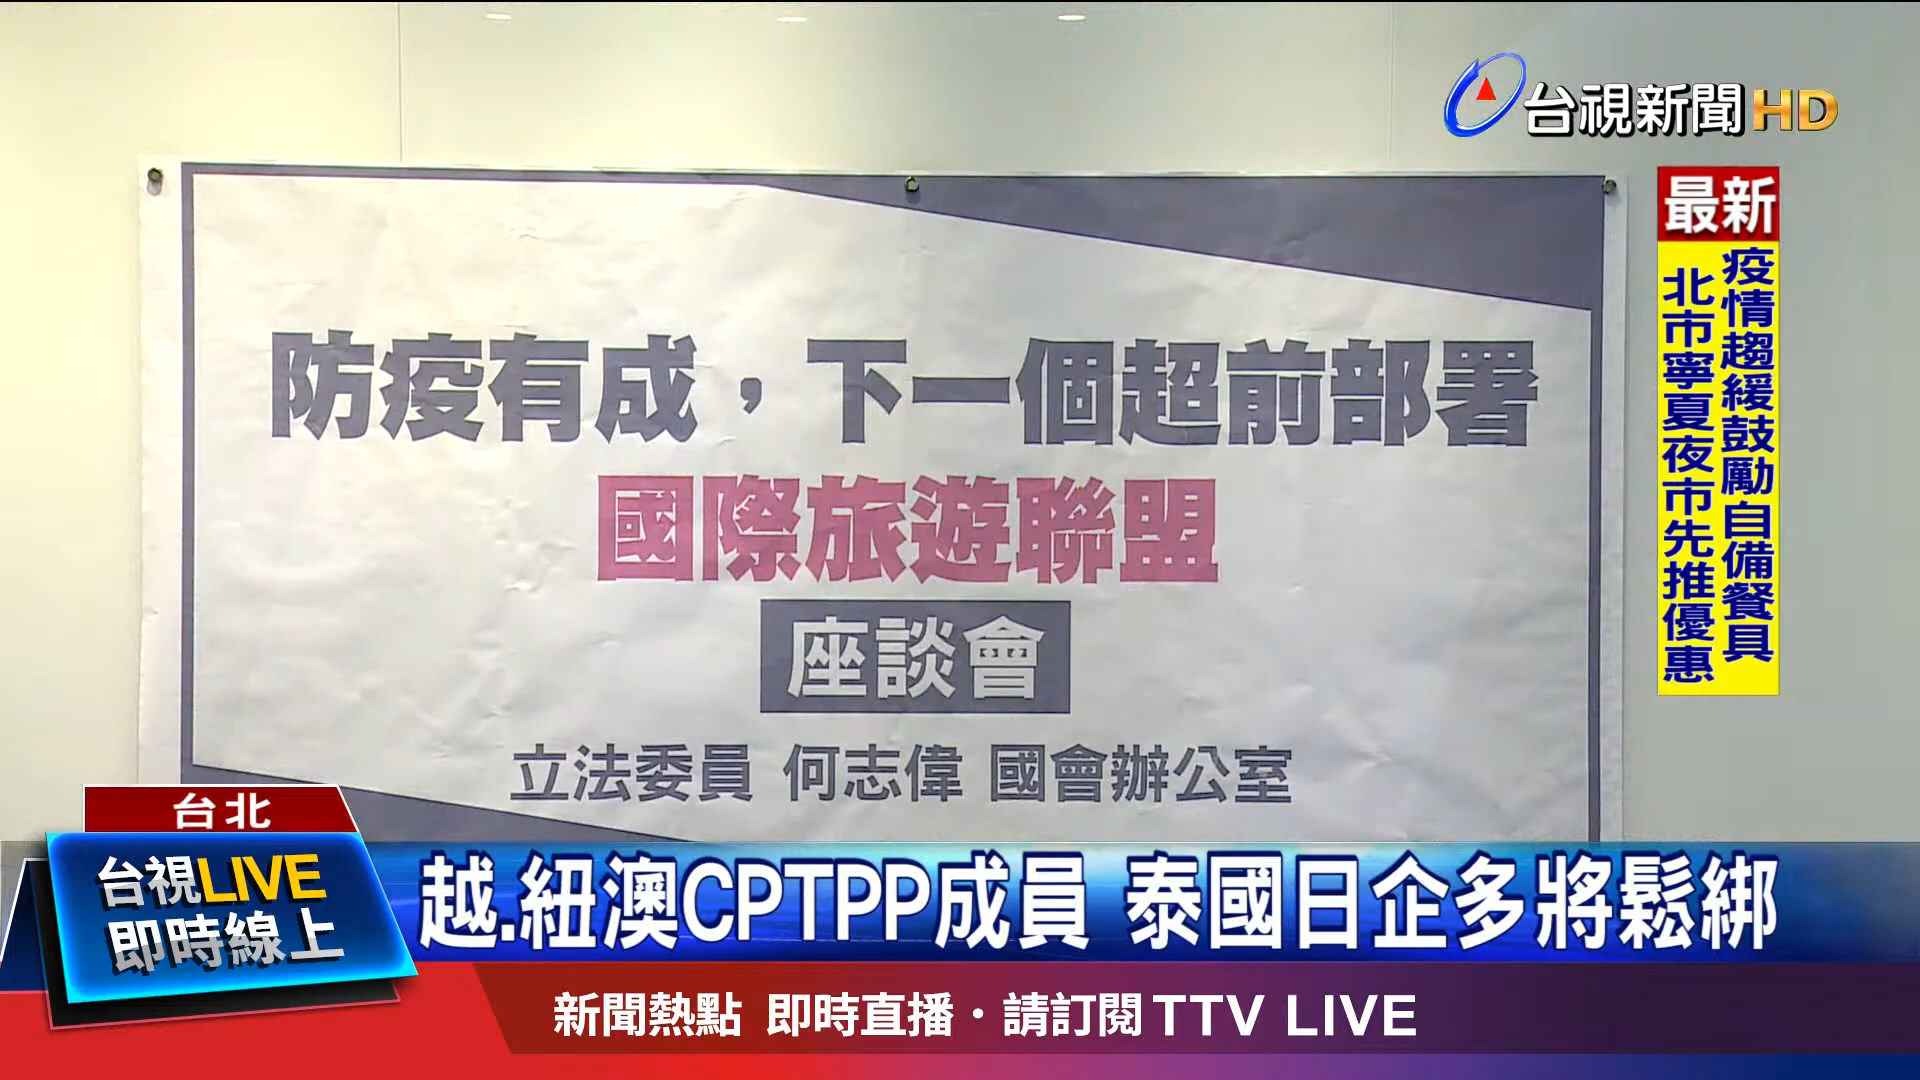 台視新聞HD
最新
疫情趨緩鼓勵自備餐具
北市寧夏夜市先推優惠
防疫有成，下一個超前部署
國際旅遊聯盟
座談會
立法委員 何志偉 國會辦公室
台北
台視LIVE
即時線上
越.紐澳CPTPP成員 泰國日企多將鬆綁
新聞熱點 即時直播·請訂閱TTV LIVE